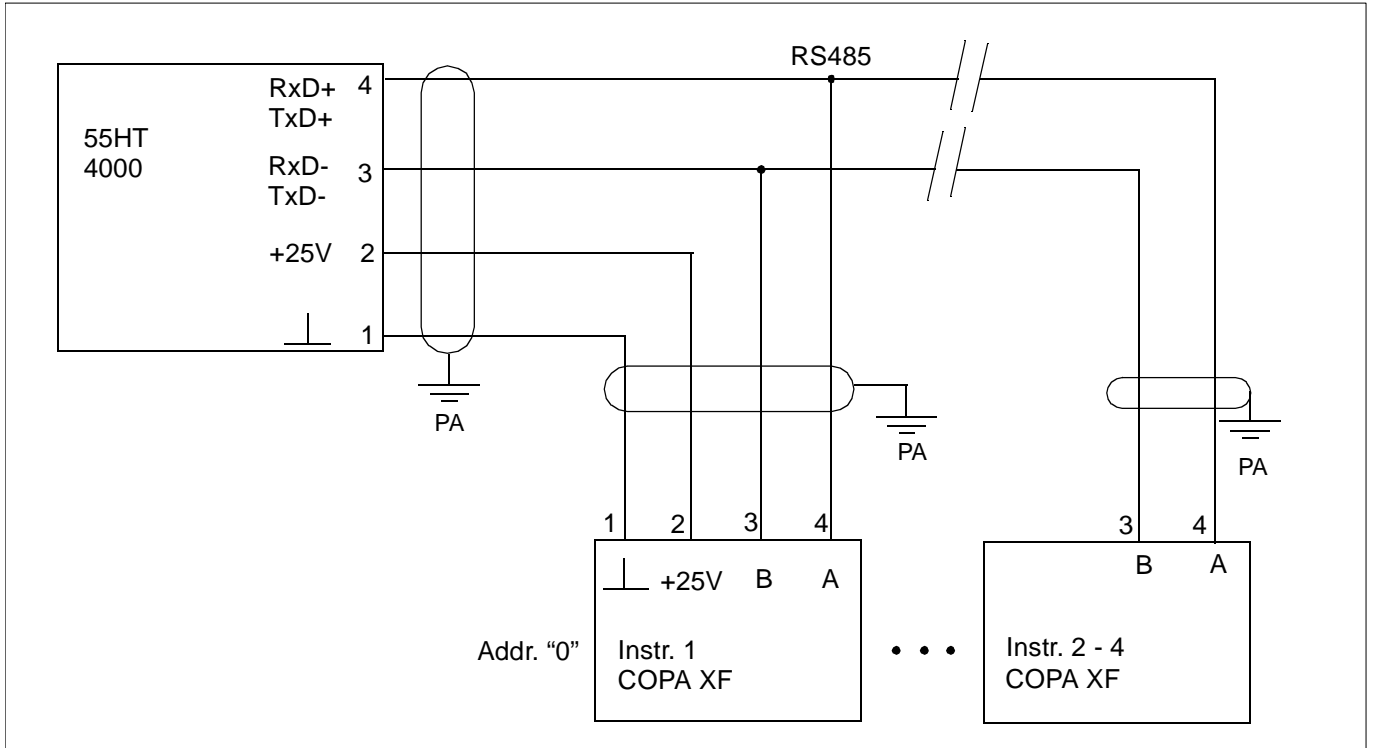 RS485
55HT
4000
RxD+ 4
TxD+
RxD- 3
TxD-
+25V 2
1
PA
PA
PA
1 2 3 4
+25V B A
3 4
B A
Addr. “0”
Instr. 1
COPA XF
Instr. 2 - 4
COPA XF